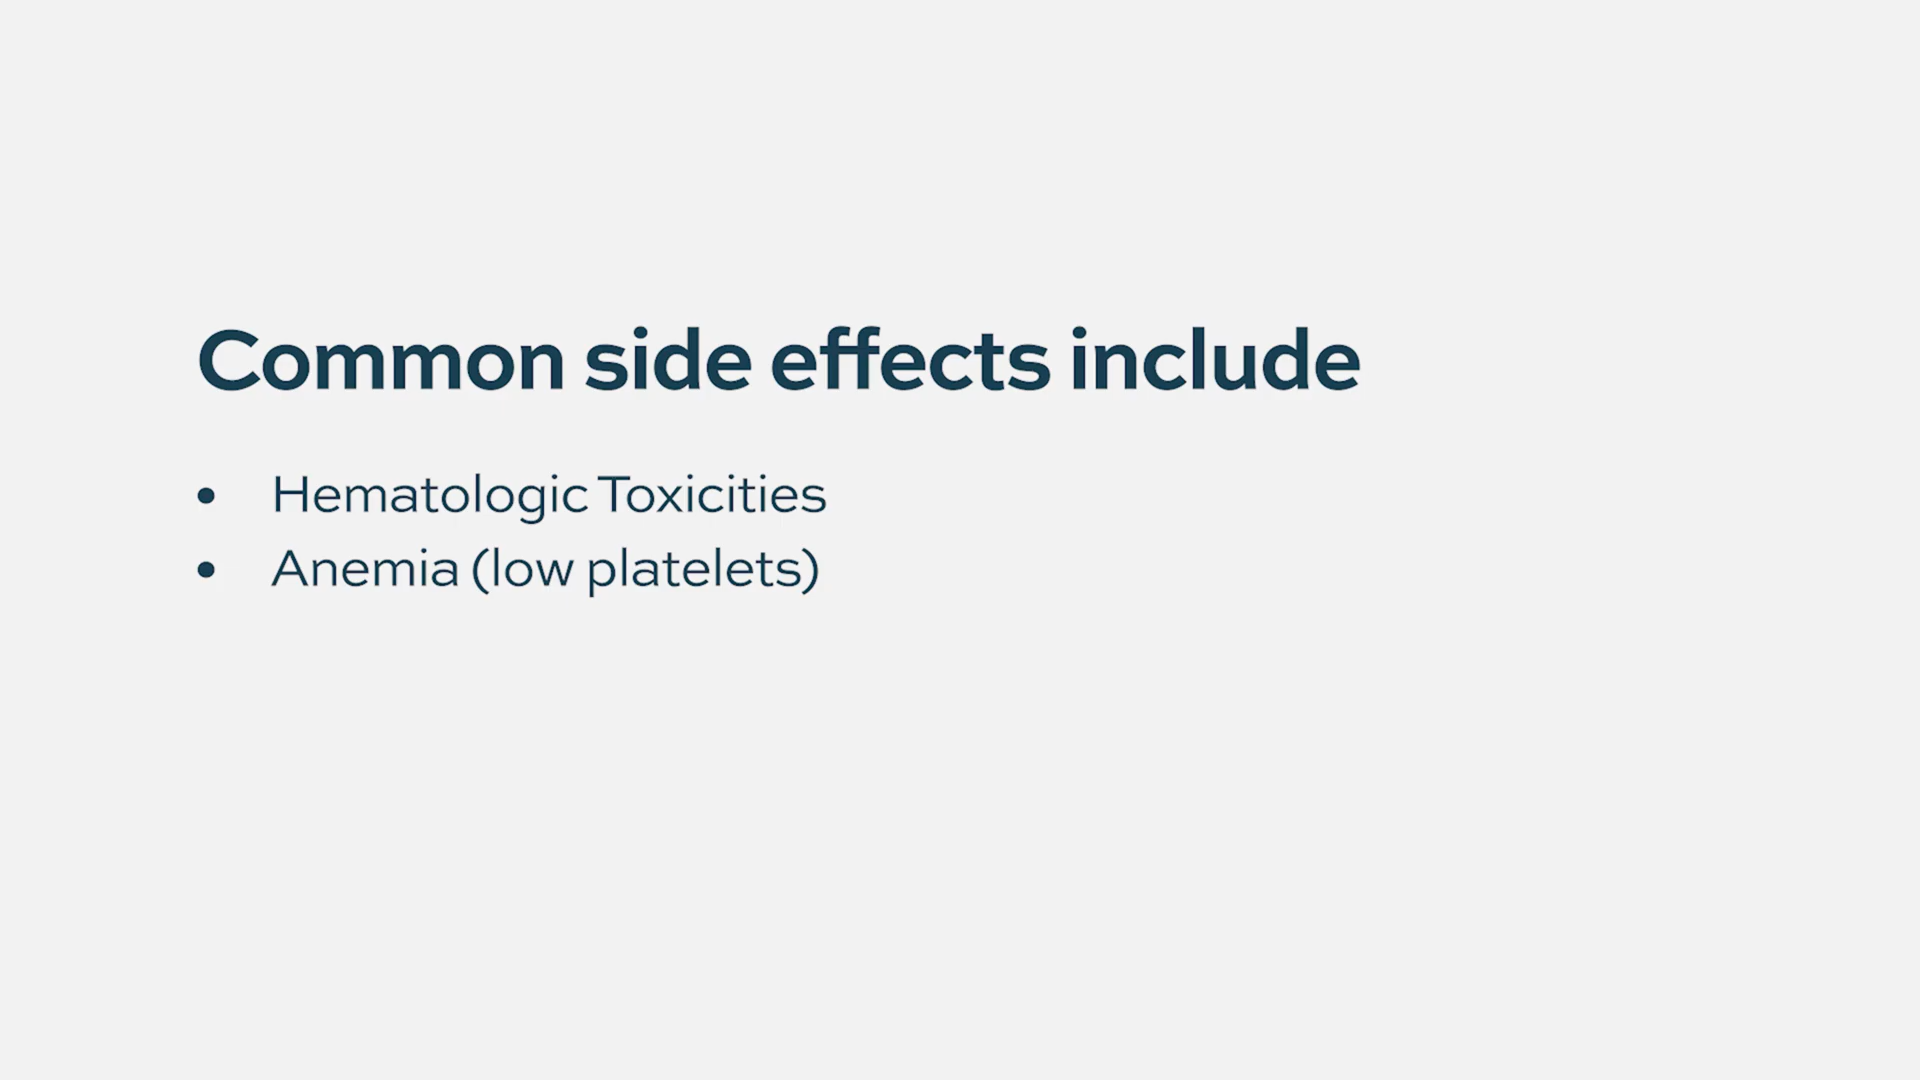 Common side effects include
• Hematologic Toxicities
• Anemia (low platelets)